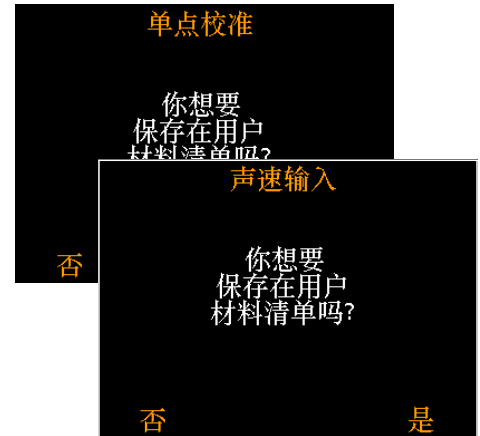 单点校准
你想要
保存在用户
材料清单吗?
否
声速输入
你想要
保存在用户
材料清单吗?
否
是